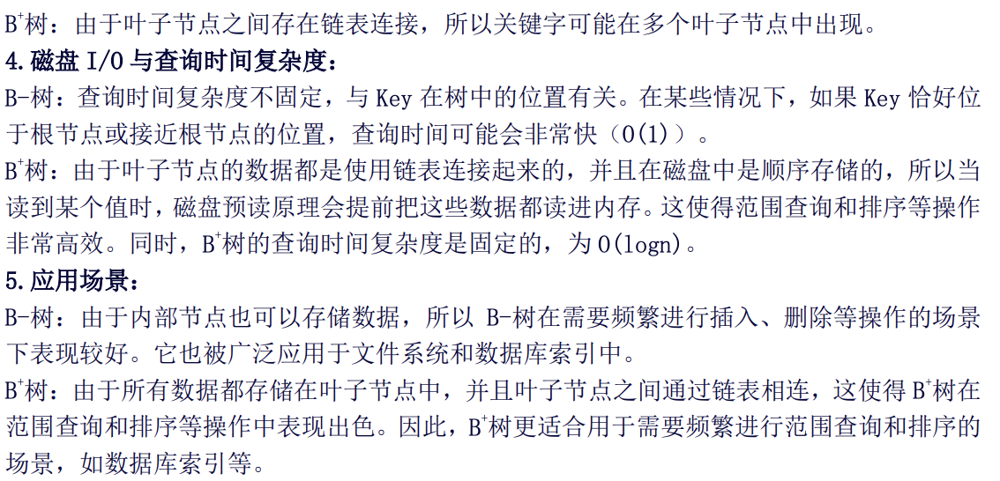 B⁺树：由于叶子节点之间存在链表连接，所以关键字可能在多个叶子节点中出现。
4.磁盘 I/O 与查询时间复杂度：
B-树：查询时间复杂度不固定，与 Key 在树中的位置有关。在某些情况下，如果 Key 恰好位
于根节点或接近根节点的位置，查询时间可能会非常快（O(1)）。
B⁺树：由于叶子节点的数据都是使用链表连接起来的，并且在磁盘中是顺序存储的，所以当
读到某个值时，磁盘预读原理会提前把这些数据都读进内存。这使得范围查询和排序等操作
非常高效。同时，B⁺树的查询时间复杂度是固定的，为 O(logn)。
5.应用场景：
B-树：由于内部节点也可以存储数据，所以 B-树在需要频繁进行插入、删除等操作的场景
下表现较好。它也被广泛应用于文件系统和数据库索引中。
B⁺树：由于所有数据都存储在叶子节点中，并且叶子节点之间通过链表相连，这使得 B⁺树在
范围查询和排序等操作中表现出色。因此，B⁺树更适合用于需要频繁进行范围查询和排序的
场景，如数据库索引等。